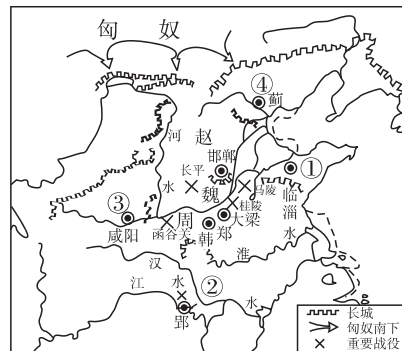 匈奴
④
蓟
河水
赵
邯郸
①
长平
马陵
魏
临淄
桂陵
③
周
大梁
咸阳
函谷关
韩
郑
淮水
汉水
②
江水
郢
长城
匈奴南下
重要战役